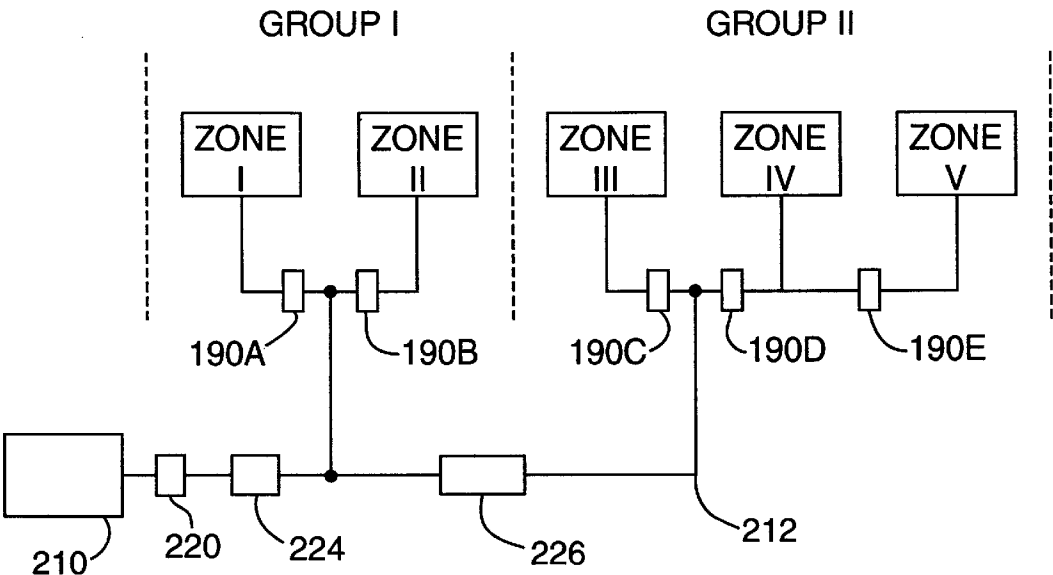 GROUP I
GROUP II
ZONE
I
ZONE
II
ZONE
III
ZONE
IV
ZONE
V
190A
190B
190C
190D
190E
210
220
224
226
212